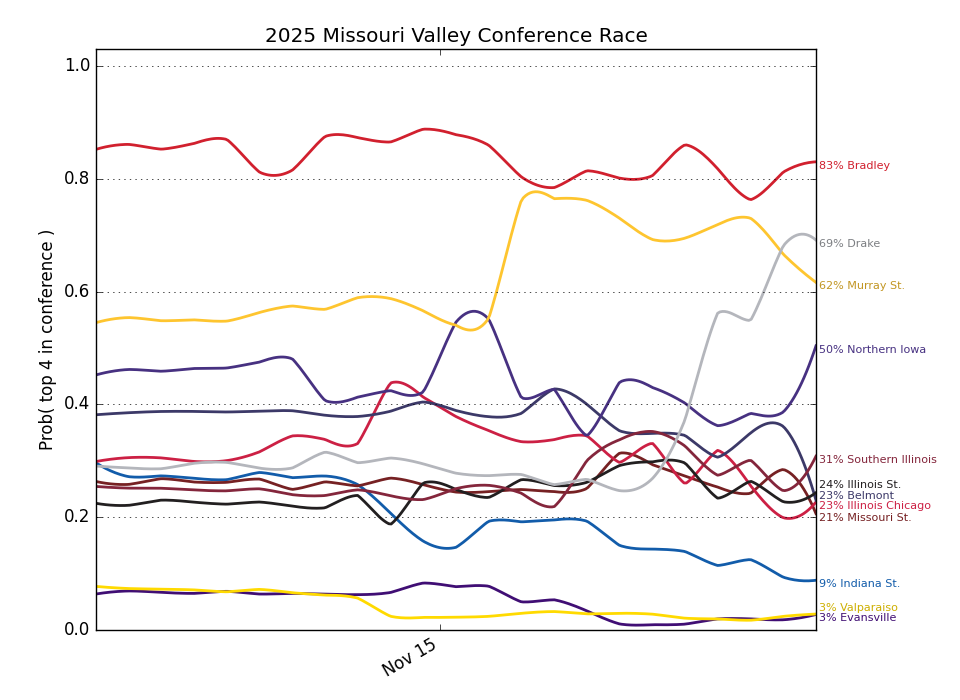 2025 Missouri Valley Conference Race
Prob( top 4 in conference )
1.0
0.8
0.6
0.4
0.2
0.0
Nov 15
83% Bradley
69% Drake
62% Murray St.
50% Northern Iowa
31% Southern Illinois
24% Illinois St.
23% Belmont
23% Illinois Chicago
21% Missouri St.
9% Indiana St.
3% Valparaiso
3% Evansville